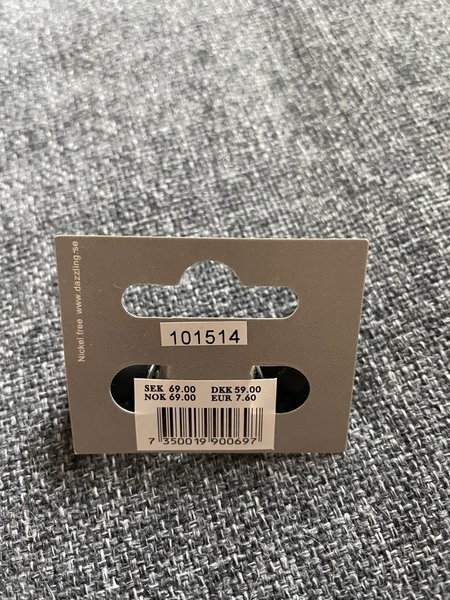 Nickel free www.dazzling.se
101514
SEK 69.00 DKK 59.00
NOK 69.00 EUR 7.60
7 350019 900697